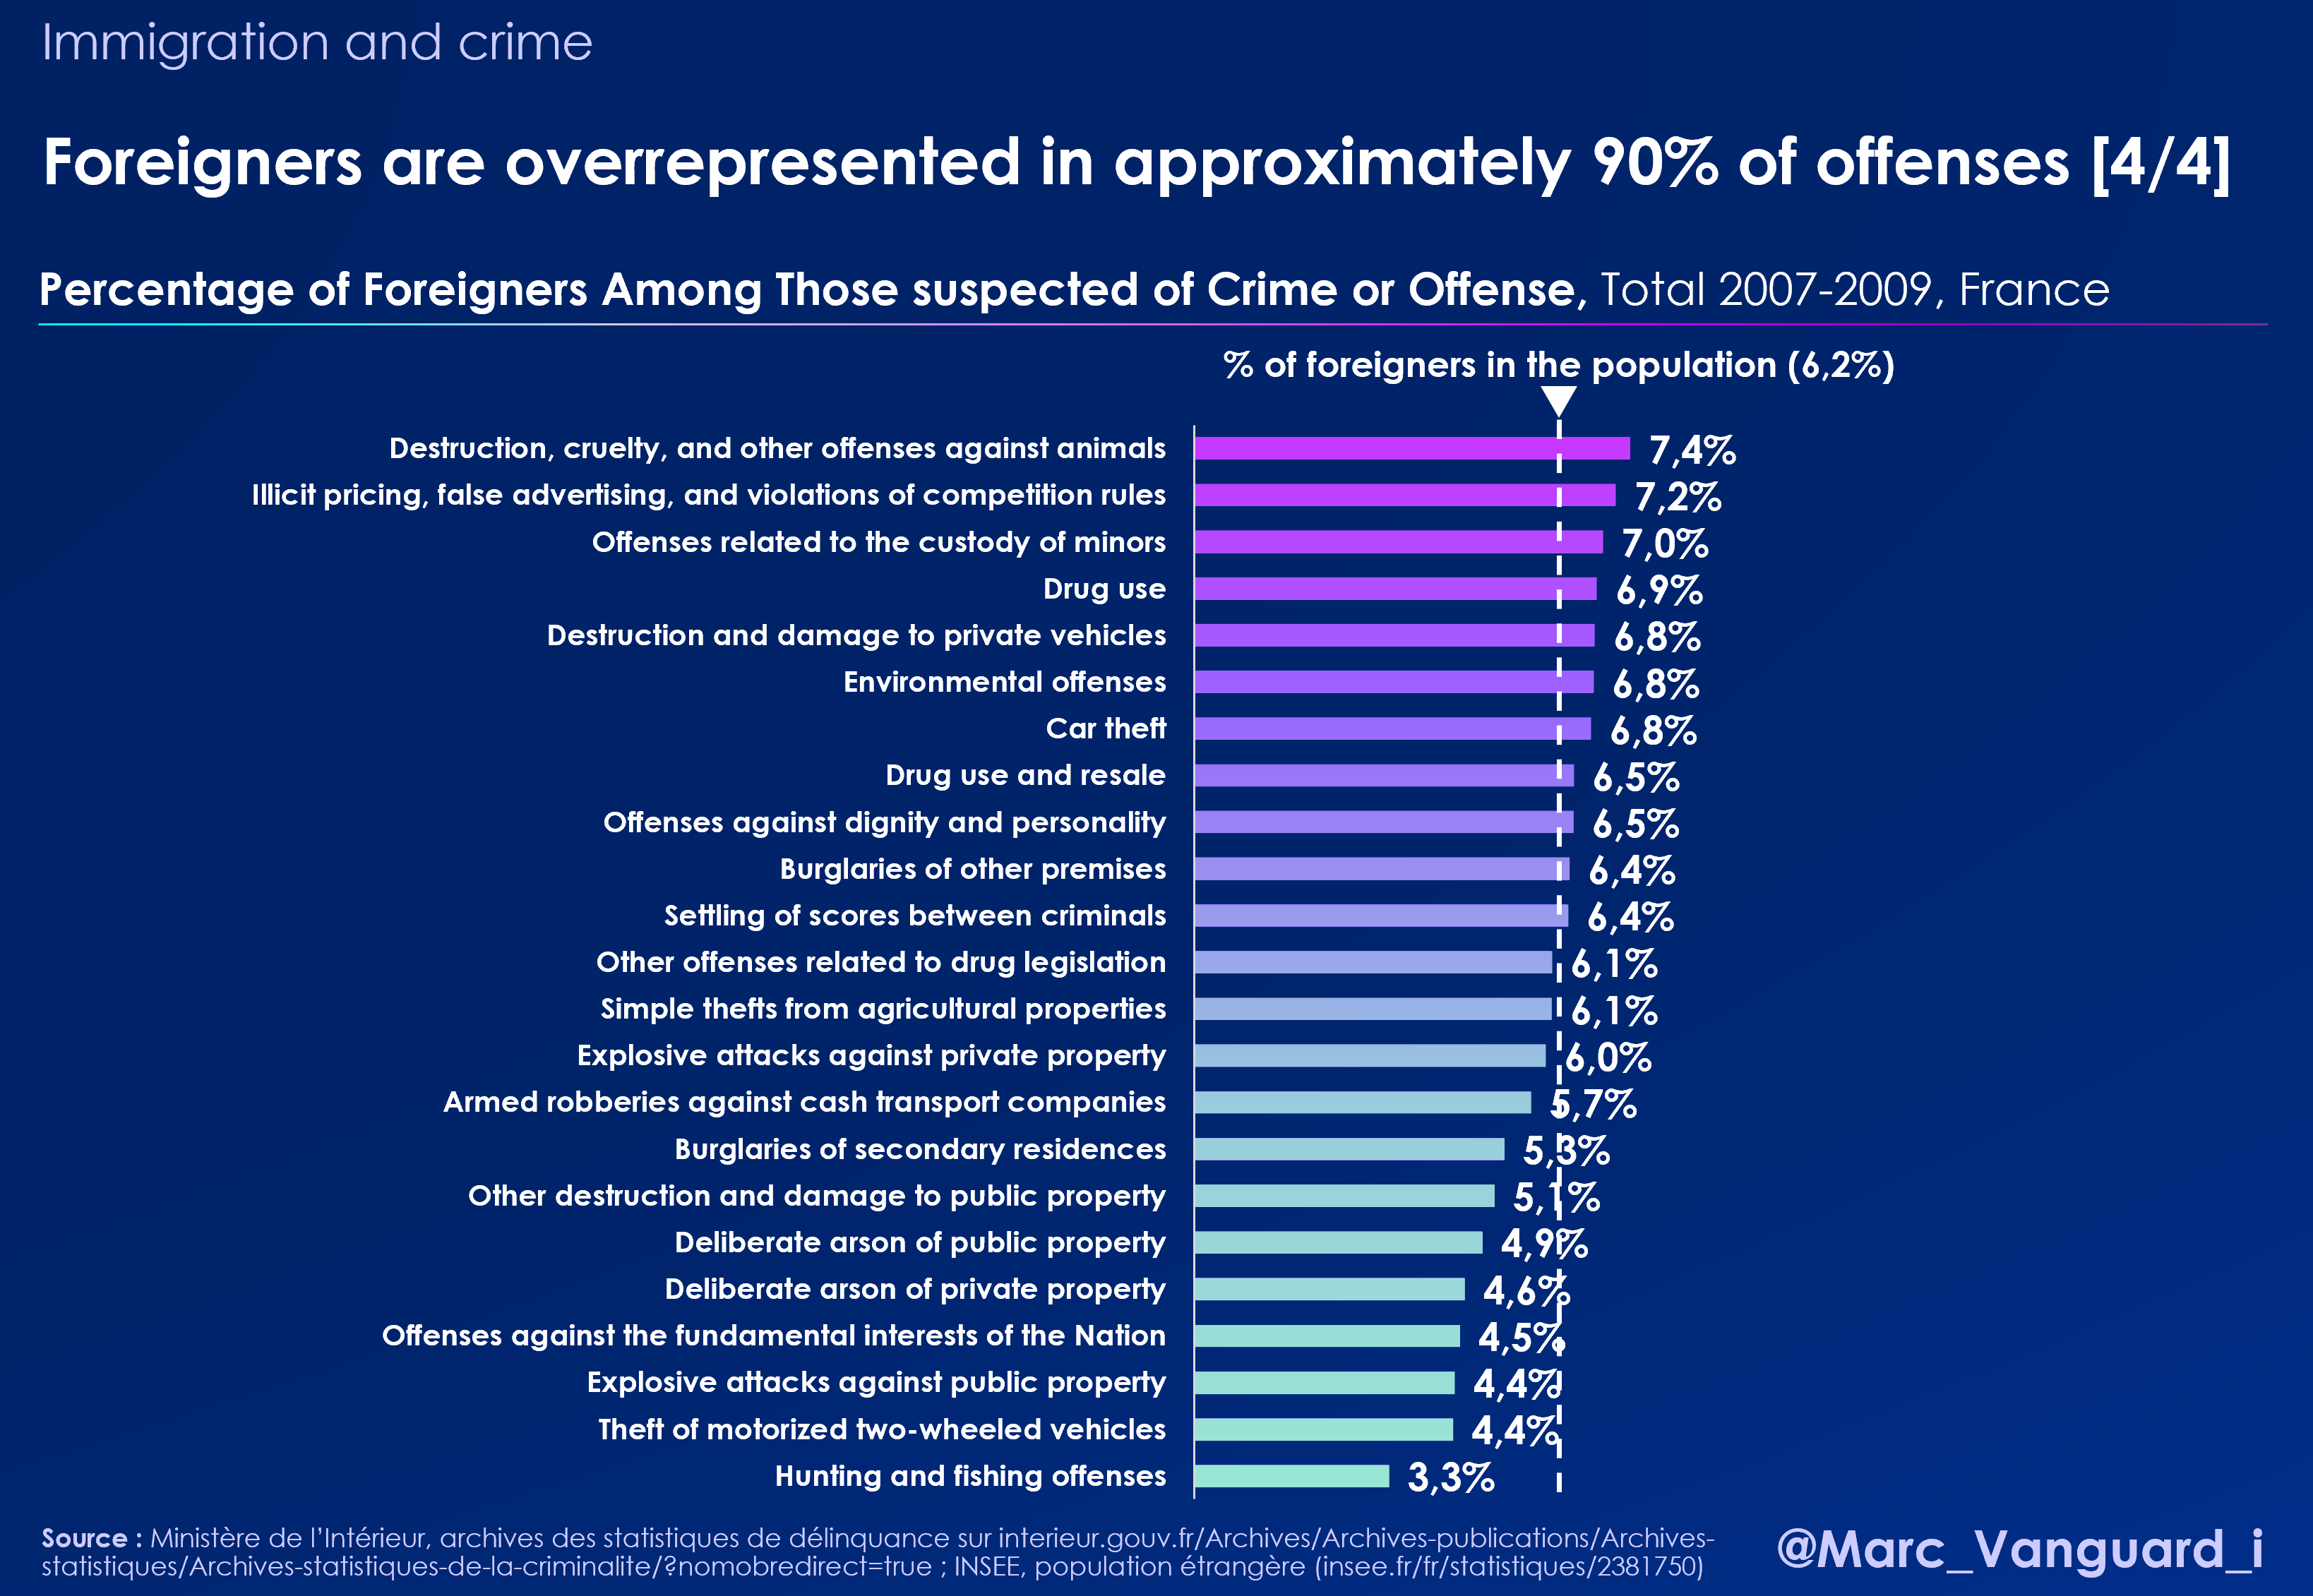 Immigration and crime
Foreigners are overrepresented in approximately 90% of offenses [4/4]
Percentage of Foreigners Among Those suspected of Crime or Offense, Total 2007-2009, France
% of foreigners in the population (6,2%)
Destruction, cruelty, and other offenses against animals 7,4%
Illicit pricing, false advertising, and violations of competition rules 7,2%
Offenses related to the custody of minors 7,0%
Drug use 6,9%
Destruction and damage to private vehicles 6,8%
Environmental offenses 6,8%
Car theft 6,8%
Drug use and resale 6,5%
Offenses against dignity and personality 6,5%
Burglaries of other premises 6,4%
Settling of scores between criminals 6,4%
Other offenses related to drug legislation 6,1%
Simple thefts from agricultural properties 6,1%
Explosive attacks against private property 6,0%
Armed robberies against cash transport companies 5,7%
Burglaries of secondary residences 5,3%
Other destruction and damage to public property 5,1%
Deliberate arson of public property 4,9%
Deliberate arson of private property 4,6%
Offenses against the fundamental interests of the Nation 4,5%
Explosive attacks against public property 4,4%
Theft of motorized two-wheeled vehicles 4,4%
Hunting and fishing offenses 3,3%
Source : Ministère de l’Intérieur, archives des statistiques de délinquance sur interieur.gouv.fr/Archives/Archives-publications/Archives-
statistiques/Archives-statistiques-de-la-criminalite/?nomobredirect=true ; INSEE, population étrangère (insee.fr/fr/statistiques/2381750)
@Marc_Vanguard_i